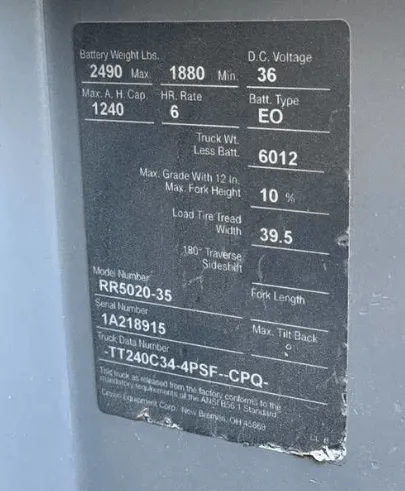 Battery Weight Lbs.
2490 Max. 1880 Min.
D.C. Voltage
36
Max. A. H. Cap.
1240
HR. Rate
6
Batt. Type
EO
Truck Wt.
Less Batt.
6012
Max. Grade With 12 In.
Max. Fork Height
10 %
Load Tire Tread
Width
39.5
180° Traverse
Sideshift
Model Number
RR5020-35
Fork Length
Serial Number
1A218915
Max. Tilt Back
°
Truck Data Number
-TT240C34-4PSF--CPQ-
This truck as released from the factory conforms to the
mandatory requirements of the ANSI B56.1 Standard.
Equipment Corp. New Bremen, OH 45869